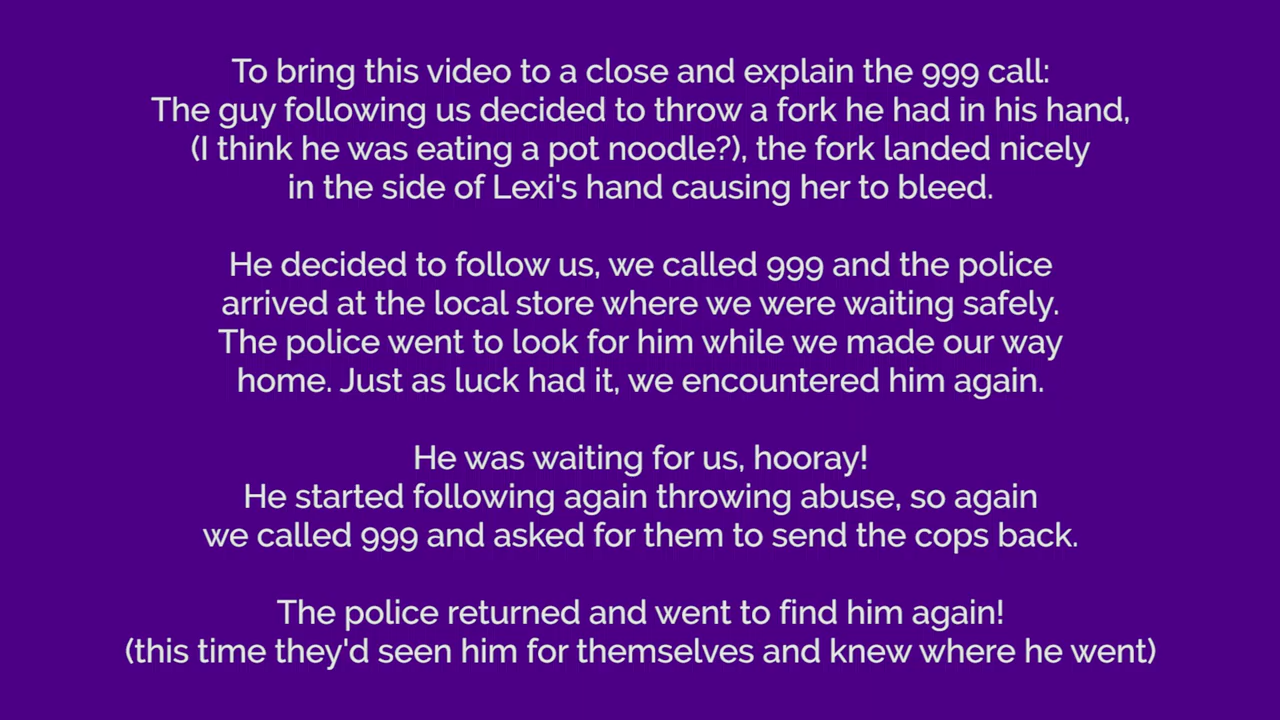 To bring this video to a close and explain the 999 call:
The guy following us decided to throw a fork he had in his hand,
(I think he was eating a pot noodle?), the fork landed nicely
in the side of Lexi's hand causing her to bleed.
He decided to follow us, we called 999 and the police
arrived at the local store where we were waiting safely.
The police went to look for him while we made our way
home. Just as luck had it, we encountered him again.
He was waiting for us, hooray!
He started following again throwing abuse, so again
we called 999 and asked for them to send the cops back.
The police returned and went to find him again!
(this time they'd seen him for themselves and knew where he went)